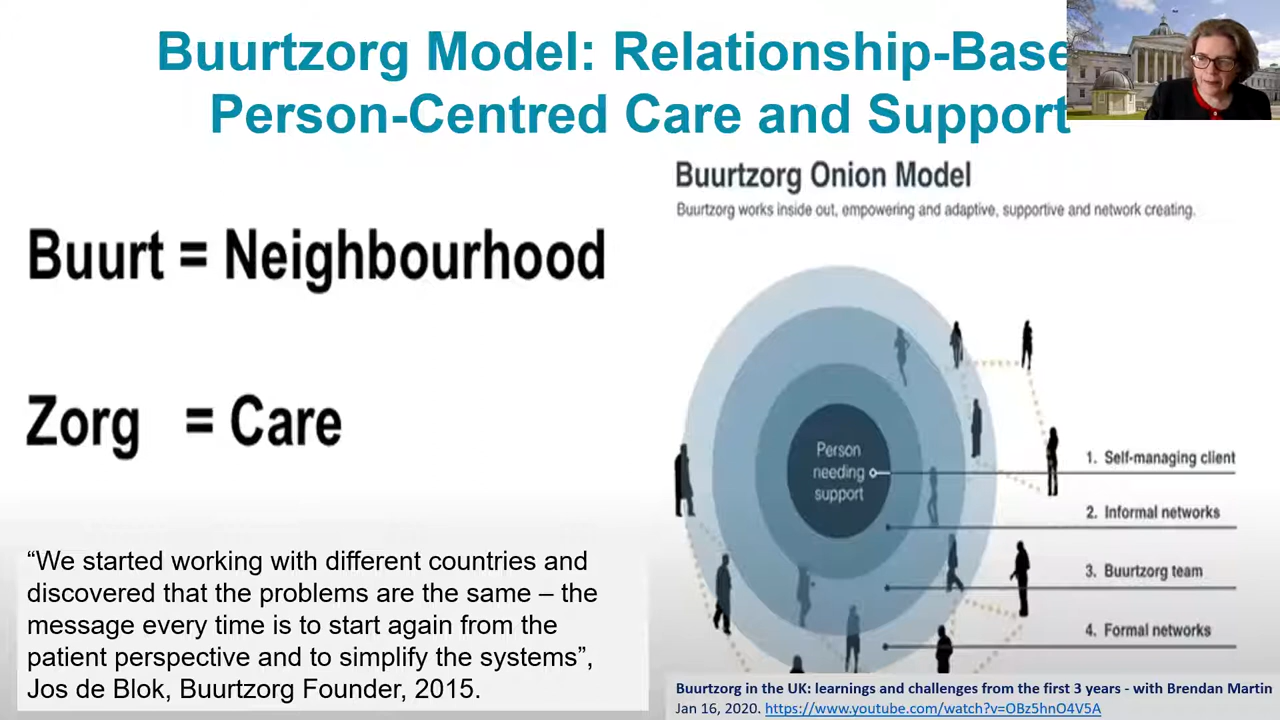 Buurtzorg Model: Relationship-Base
Person-Centred Care and Support
Buurt = Neighbourhood
Zorg = Care
“We started working with different countries and
discovered that the problems are the same – the
message every time is to start again from the
patient perspective and to simplify the systems”,
Jos de Blok, Buurtzorg Founder, 2015.
Buurtzorg Onion Model
Buurtzorg works inside out, empowering and adaptive, supportive and network creating.
Person
needing
support
1. Self-managing client
2. Informal networks
3. Buurtzorg team
4. Formal networks
Buurtzorg in the UK: learnings and challenges from the first 3 years - with Brendan Martin
Jan 16, 2020. https://www.youtube.com/watch?v=OBz5hnO4V5A